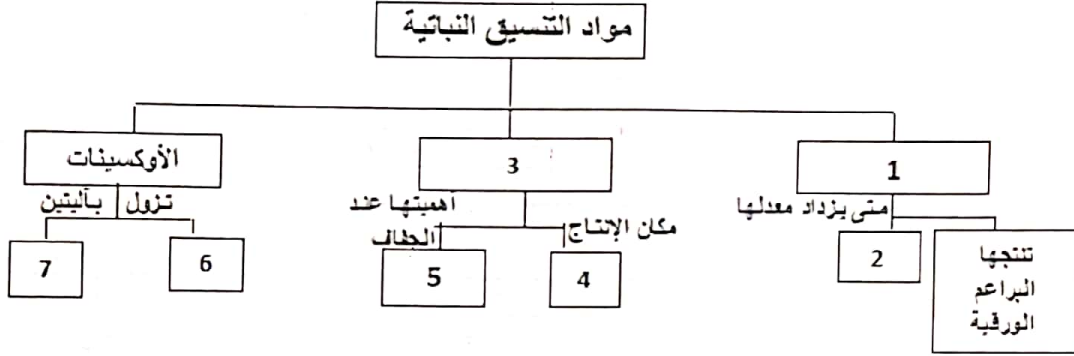 مواد التنسيق النباتية
1
3
الأوكسينات
متى يزداد معدلها
أهميتها عند
الجفاف
مكان الإنتاج
تزول بآليتين
تنتجها
البراعم
الورقية
2
4
5
6
7